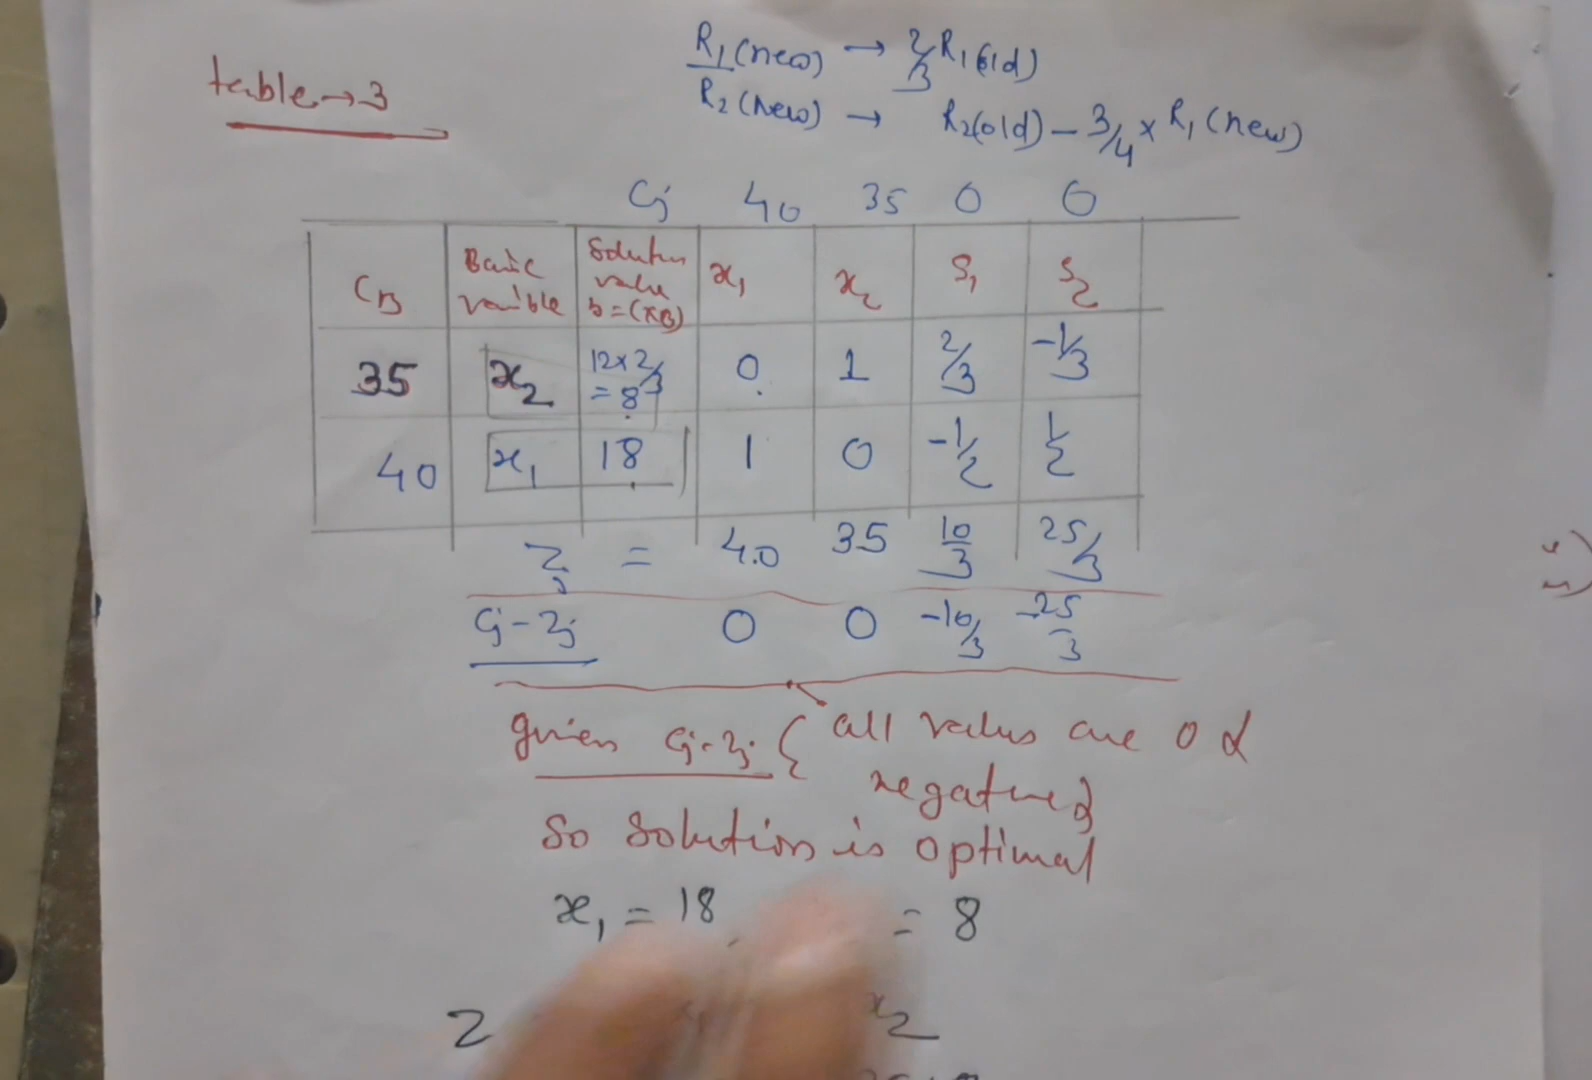 table→3
R₁(new) → 2/3 R₁(old)
R₂(new) → R₂(old) - 3/4 × R₁(new)
Cj 40 35 0 0
CB Basic variable Solution value b=(XB) x₁ x₂ S₁ S₂
35 x₂ 12×2/3 = 8 0 1 2/3 -1/3
40 x₁ 18 1 0 -1/2 1/2
Zj = 40 35 10/3 25/3
Cj-Zj 0 0 -10/3 -25/3
given Cj-Zj { all values are 0 &
negative }
So Solution is optimal
x₁ = 18, = 8
Z x₂